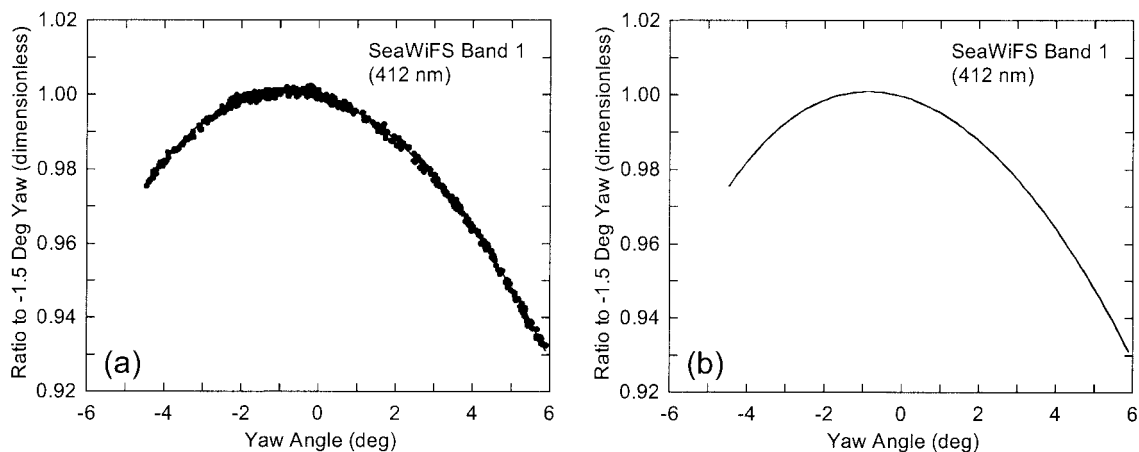 1.02
1.00
0.98
0.96
0.94
0.92
Ratio to -1.5 Deg Yaw (dimensionless)
SeaWiFS Band 1
(412 nm)
(a)
-6 -4 -2 0 2 4 6
Yaw Angle (deg)
1.02
1.00
0.98
0.96
0.94
0.92
Ratio to -1.5 Deg Yaw (dimensionless)
SeaWiFS Band 1
(412 nm)
(b)
-6 -4 -2 0 2 4 6
Yaw Angle (deg)